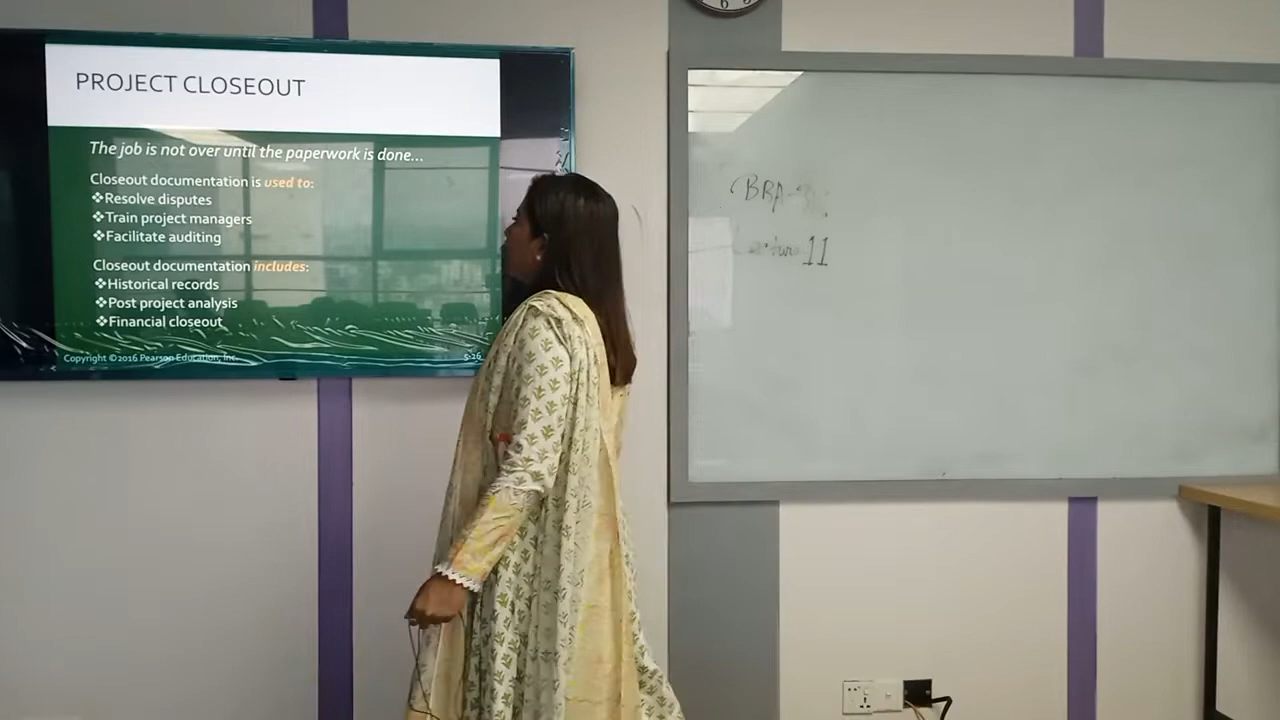 PROJECT CLOSEOUT
The job is not over until the paperwork is done...
Closeout documentation is used to:
❖Resolve disputes
❖Train project managers
❖Facilitate auditing
Closeout documentation includes:
❖Historical records
❖Post project analysis
❖Financial closeout
Copyright ©2016 Pearson Education, Inc.
5-26
11